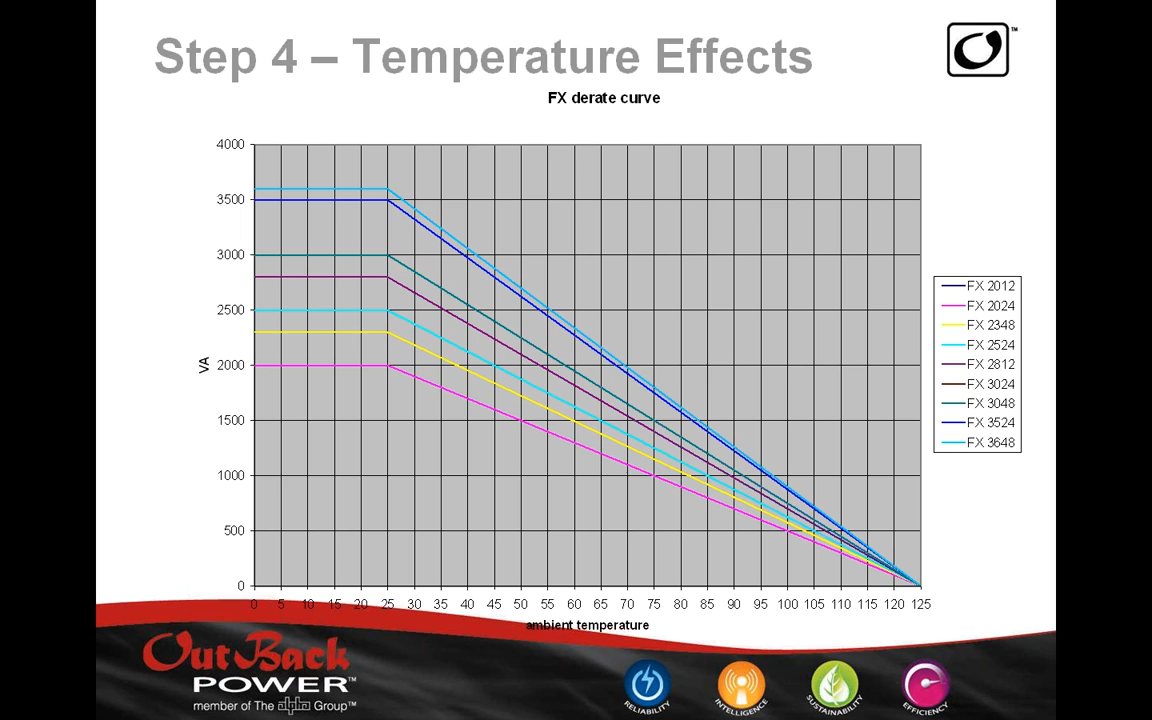 Step 4 – Temperature Effects
TM
FX derate curve
4000
3500
3000
2500
2000
1500
1000
500
0
VA
0 5 10 15 20 25 30 35 40 45 50 55 60 65 70 75 80 85 90 95 100 105 110 115 120 125
ambient temperature
FX 2012
FX 2024
FX 2348
FX 2524
FX 2812
FX 3024
FX 3048
FX 3524
FX 3648
OutBack
POWER™
member of The alpha Group™
RELIABILITY
INTELLIGENCE
SUSTAINABILITY
EFFICIENCY